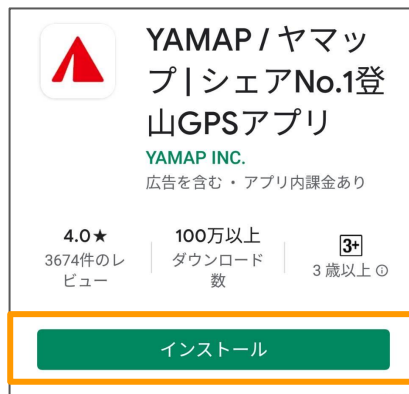 YAMAP / ヤマッ
プ | シェアNo.1登
山GPSアプリ
YAMAP INC.
広告を含む・アプリ内課金あり
4.0★
3674件のレ
ビュー
100万以上
ダウンロード
数
3+
3 歳以上
インストール